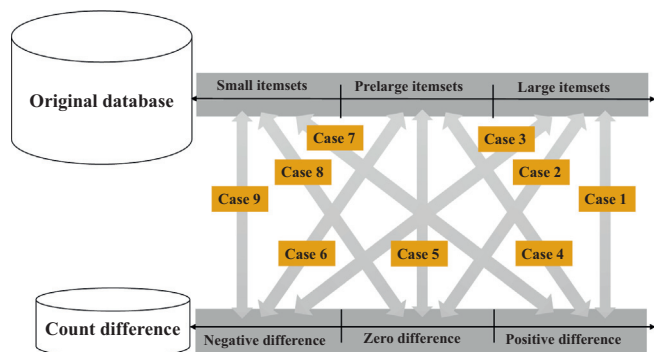 Original database
Small itemsets
Prelarge itemsets
Large itemsets
Case 7
Case 3
Case 8
Case 2
Case 9
Case 1
Case 6
Case 5
Case 4
Count difference
Negative difference
Zero difference
Positive difference